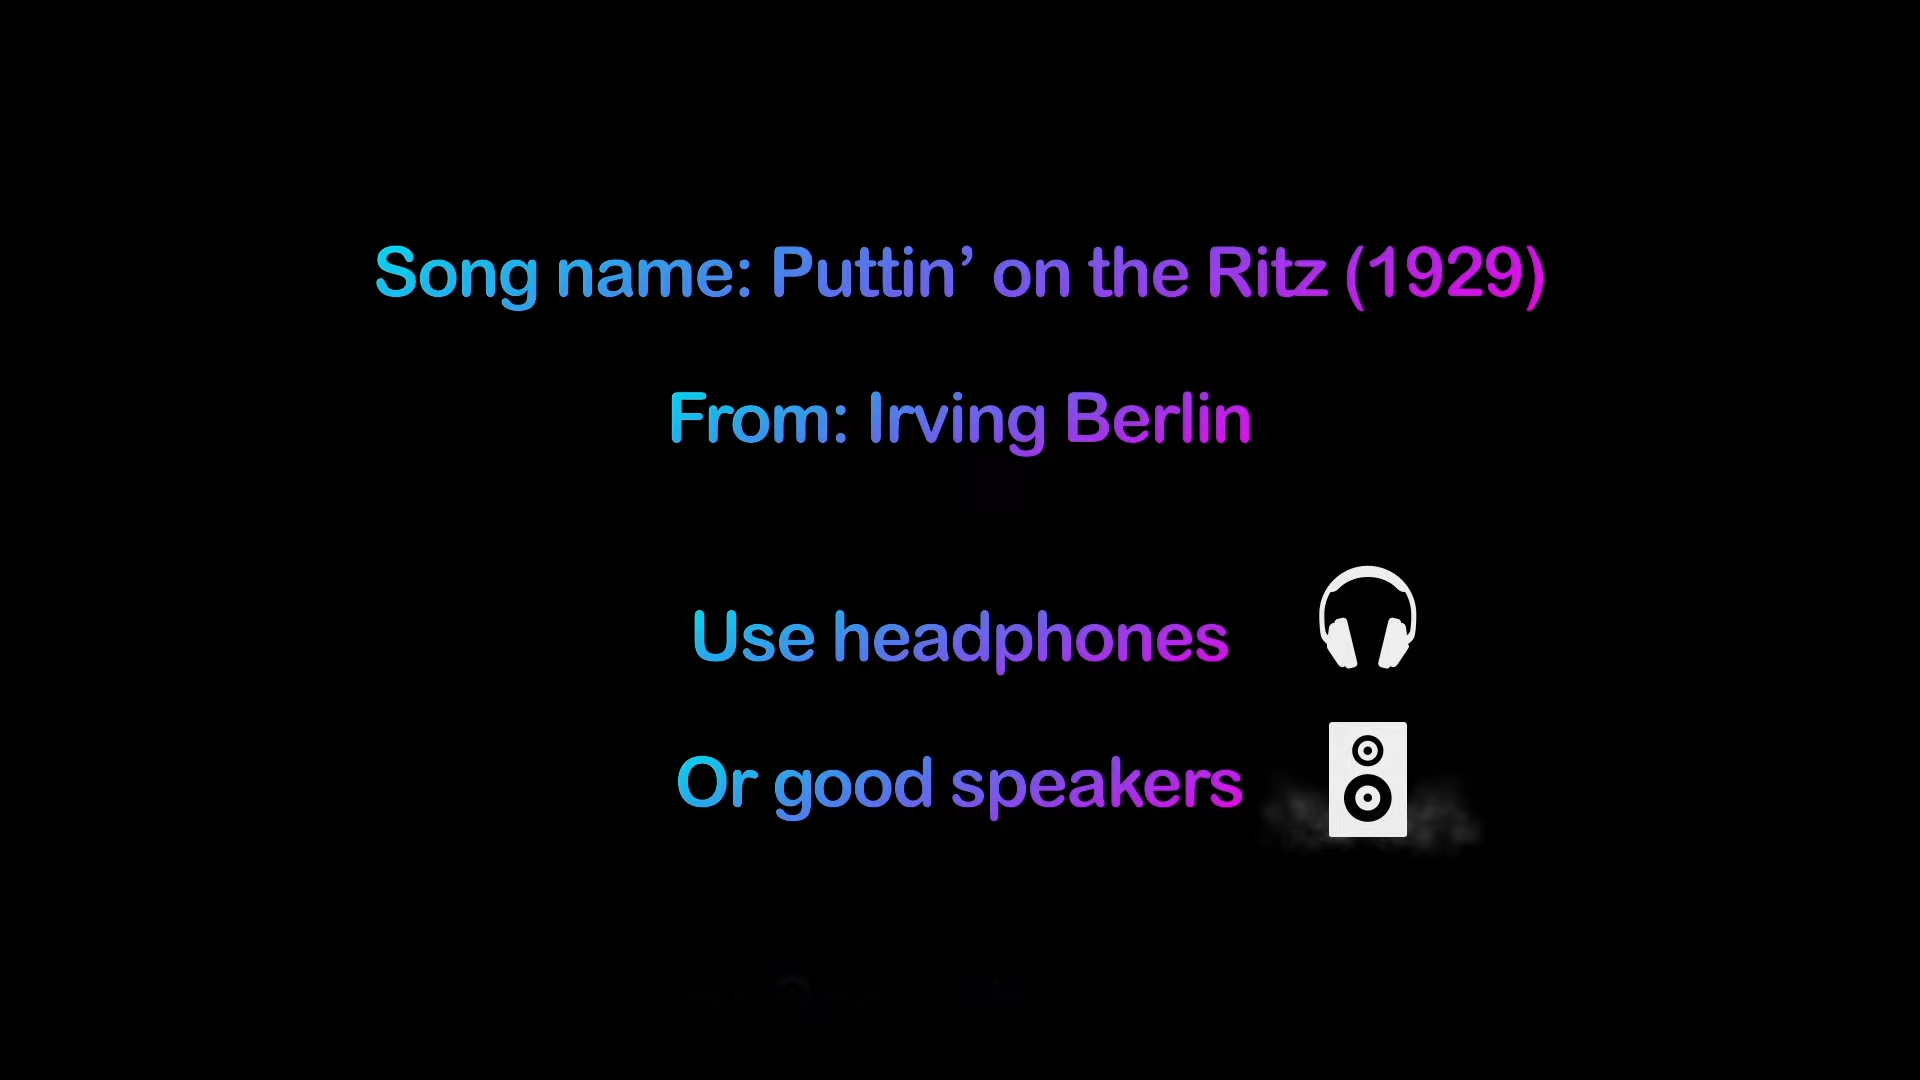 Song name: Puttin’ on the Ritz (1929)
From: Irving Berlin
Use headphones
Or good speakers